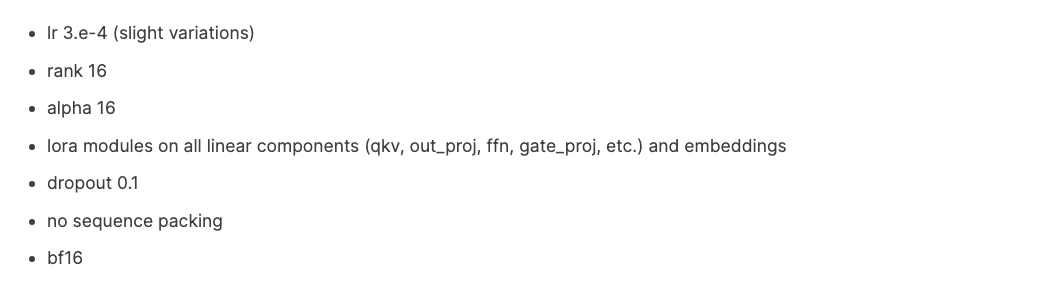 • lr 3.e-4 (slight variations)
• rank 16
• alpha 16
• lora modules on all linear components (qkv, out_proj, ffn, gate_proj, etc.) and embeddings
• dropout 0.1
• no sequence packing
• bf16